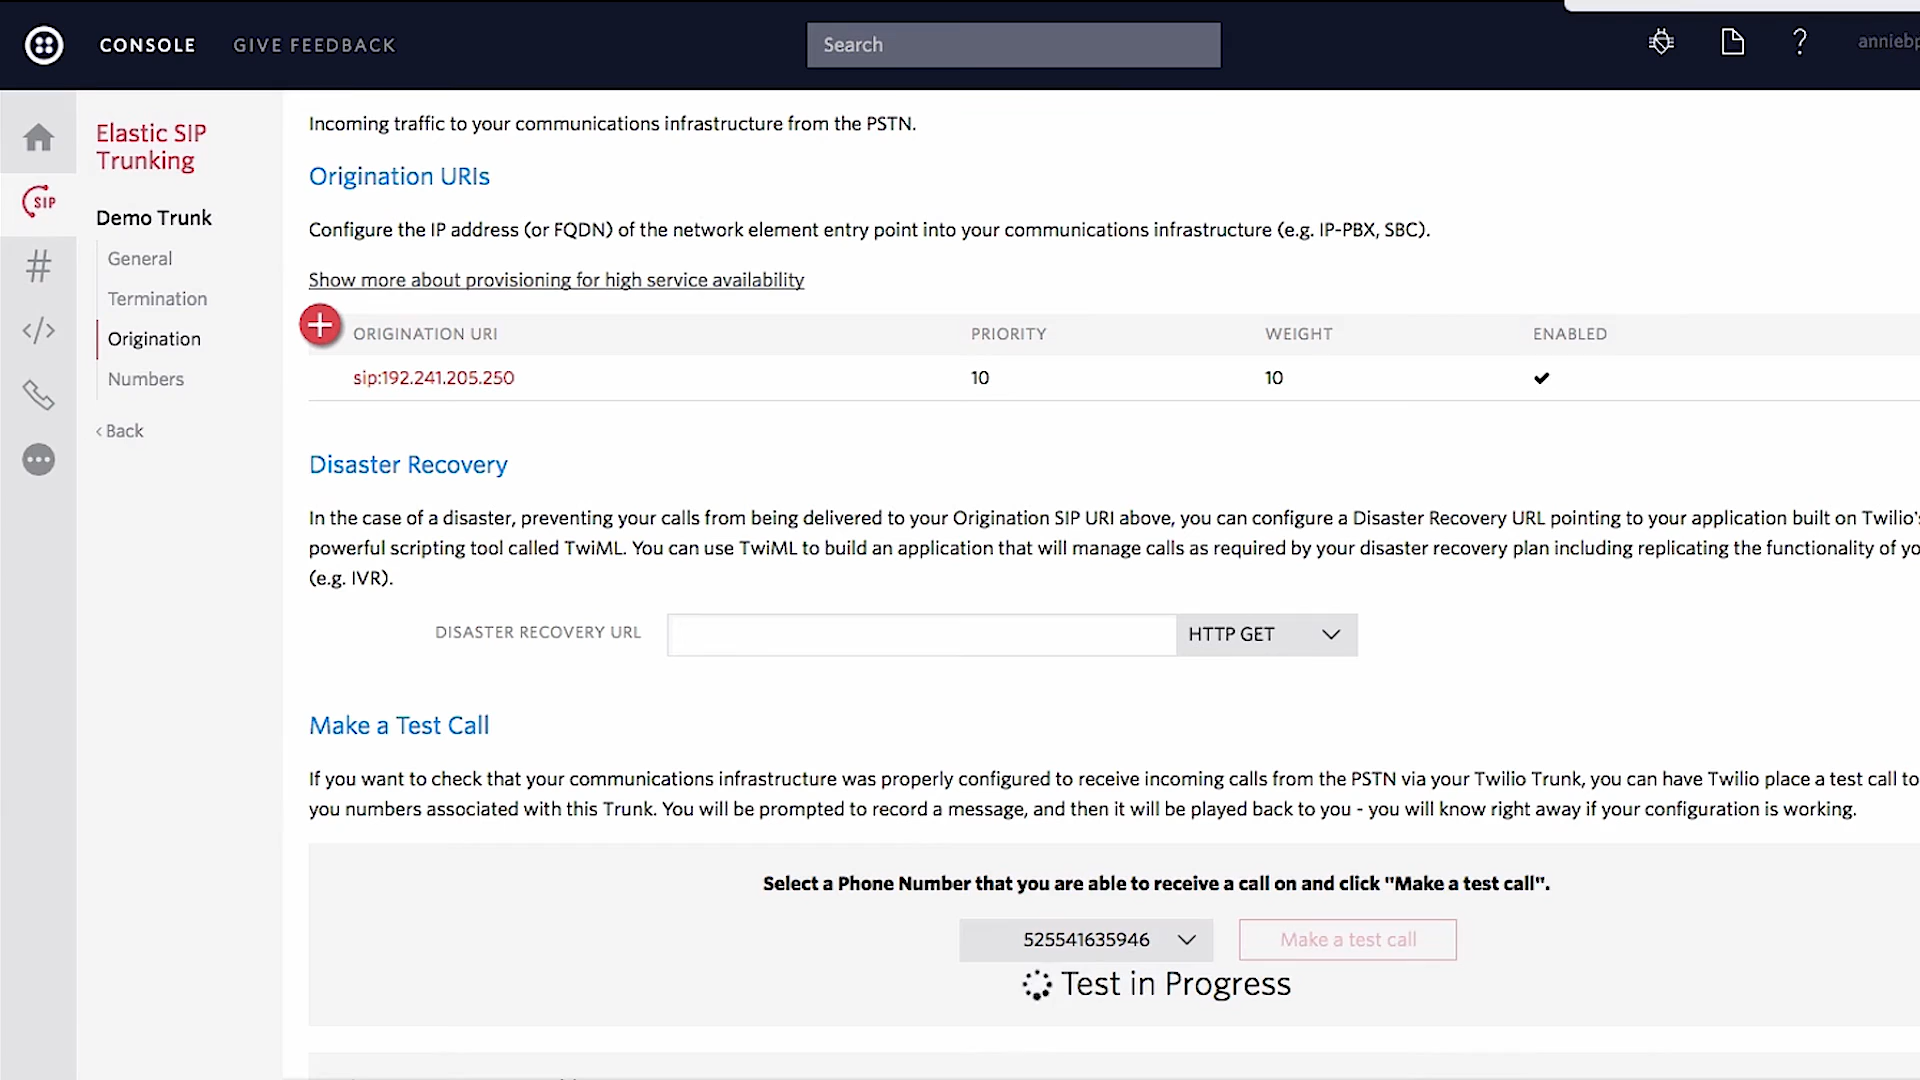 CONSOLE GIVE FEEDBACK Search ? anniebp
Elastic SIP
Trunking
SIP
Demo Trunk
General
Termination
Origination
Numbers
‹ Back
Incoming traffic to your communications infrastructure from the PSTN.
Origination URIs
Configure the IP address (or FQDN) of the network element entry point into your communications infrastructure (e.g. IP-PBX, SBC).
Show more about provisioning for high service availability
ORIGINATION URI PRIORITY WEIGHT ENABLED
sip:192.241.205.250 10 10 ✔
Disaster Recovery
In the case of a disaster, preventing your calls from being delivered to your Origination SIP URI above, you can configure a Disaster Recovery URL pointing to your application built on Twilio's
powerful scripting tool called TwiML. You can use TwiML to build an application that will manage calls as required by your disaster recovery plan including replicating the functionality of yo
(e.g. IVR).
DISASTER RECOVERY URL HTTP GET
Make a Test Call
If you want to check that your communications infrastructure was properly configured to receive incoming calls from the PSTN via your Twilio Trunk, you can have Twilio place a test call to
you numbers associated with this Trunk. You will be prompted to record a message, and then it will be played back to you - you will know right away if your configuration is working.
Select a Phone Number that you are able to receive a call on and click "Make a test call".
525541635946 Make a test call
Test in Progress